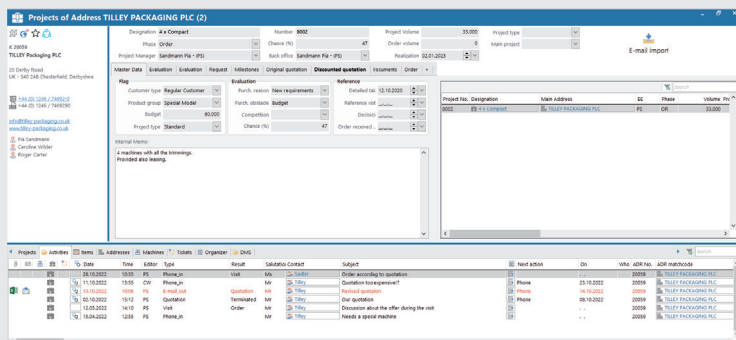 Projects of Address TILLEY PACKAGING PLC (2)
K 20059
TILLEY Packaging PLC
20 Derby Road
UK - S40 2AB Chesterfield, Derbyshire
+44 (0) 1246 / 74692-0
+44 (0) 1246 / 7469290
info@tilley-packaging.co.uk
www.tilley-packaging.co.uk
Pia Sandmann
Caroline Wilder
Roger Carter
Designation 4 x Compact Number 8002 Project Volume 33.000 Project type
Phase Order Chance (%) 47 Order volume 0 Main project
Project Manager Sandmann Pia - (PS) Back office Sandmann Pia - (PS) Realization 02.01.2023
E-mail import
Master Data Evaluation Evaluation Request Milestones Original quotation Discounted quotation Documents Order +
Flag Evaluation Reference
Customer type Regular Customer Purch. reason New requirements Detailed tak 12.10.2020
Product group Special Model Purch. obstacle Budget Reference visit
Budget 60.000 Competition Decision
Project type Standard Chance (%) 47 Order received ..
Internal Memo
4 machines with all the trimmings.
Provided also leasing.
Search
Project No. Designation Main Address EE Phase Volume Pro
8002 4 x Compact TILLEY PACKAGING PLC PS OR 33.000
Projects Activities Items Addresses Machines Tickets Organizer DMS Search
Date Time Editor Type Result Salutation Contact Subject Next action On Who ADR No. ADR matchcode
28.10.2022 10:55 PS Phone_in Visit Ms Sadler Order according to quotation 20059 TILLEY PACKAGING PLC
11.10.2022 13:55 CW Phone_in Mr Tilley Quotation too expensive!? Phone 23.10.2022 20059 TILLEY PACKAGING PLC
10.10.2022 10:09 PS E-mail_out Quotation Mr Tilley Revised quotation Phone 14.10.2022 20059 TILLEY PACKAGING PLC
02.10.2022 15:12 PS Quotation Terminated Mr Tilley Our quotation Phone 08.10.2022 20059 TILLEY PACKAGING PLC
12.05.2022 14:10 PS Visit Order Mr Tilley Discussion about the offer during the visit 20059 TILLEY PACKAGING PLC
15.04.2022 12:55 PS Phone_in Mr Tilley Needs a special machine 20059 TILLEY PACKAGING PLC